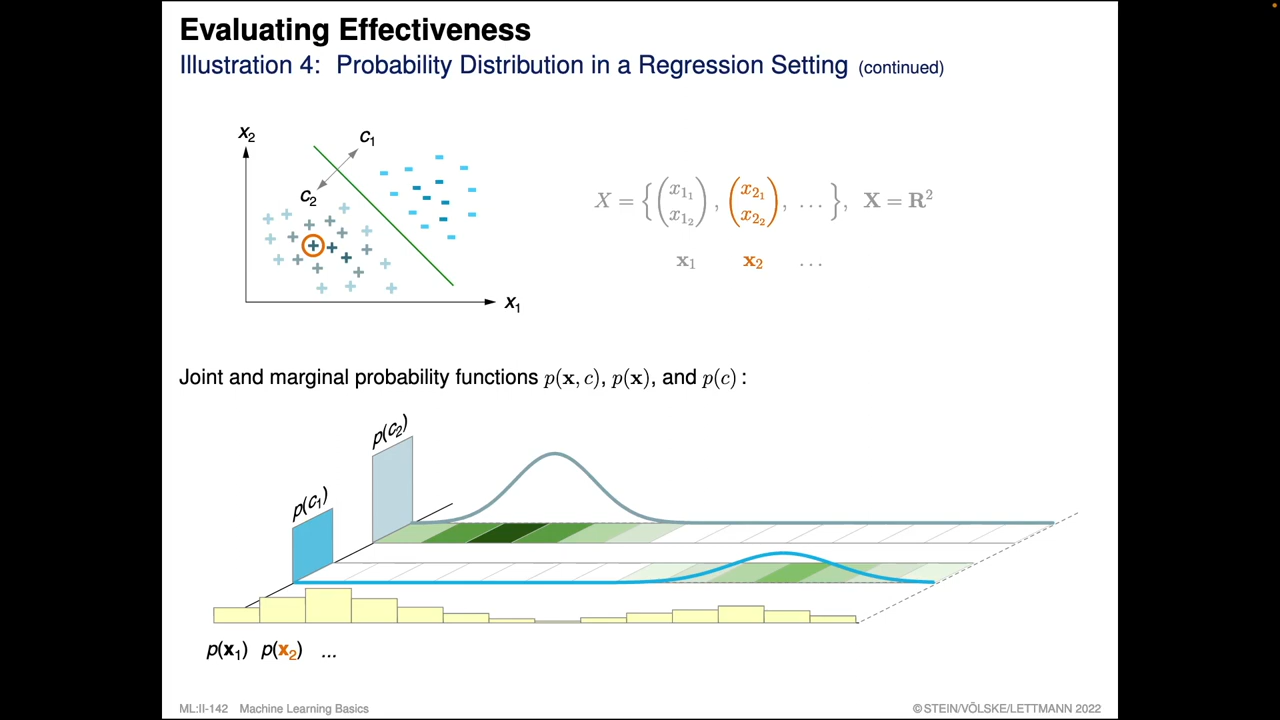 Evaluating Effectiveness
Illustration 4: Probability Distribution in a Regression Setting (continued)
x₂
c₁
c₂
x₁
X = { (x₁₁ x₁₂), (x₂₁ x₂₂), ... }, X = R²
x₁ x₂ ...
Joint and marginal probability functions p(x, c), p(x), and p(c) :
p(c₂)
p(c₁)
p(x₁) p(x₂) ...
ML:II-142 Machine Learning Basics
© STEIN/VÖLSKE/LETTMANN 2022